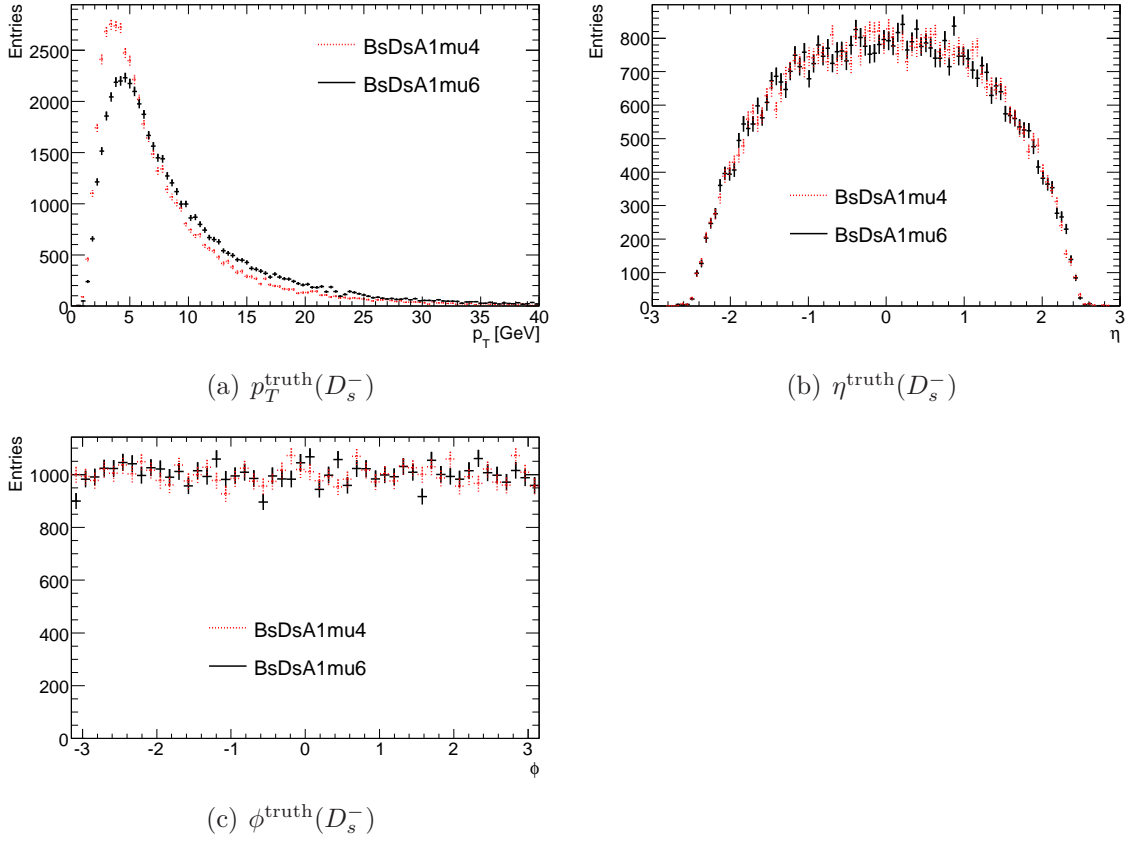 Entries
2500
2000
1500
1000
500
0
BsDsA1mu4
BsDsA1mu6
0 5 10 15 20 25 30 35 40
p_T [GeV]
(a) p_T^truth(D_s^−)
Entries
800
700
600
500
400
300
200
100
0
BsDsA1mu4
BsDsA1mu6
-3 -2 -1 0 1 2 3
η
(b) η^truth(D_s^−)
Entries
1000
800
600
400
200
0
BsDsA1mu4
BsDsA1mu6
-3 -2 -1 0 1 2 3
ϕ
(c) ϕ^truth(D_s^−)